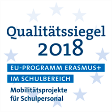 Qualitätssiegel
2018
EU-PROGRAMM ERASMUS+
IM SCHULBEREICH
Mobilitätsprojekte
für Schulpersonal